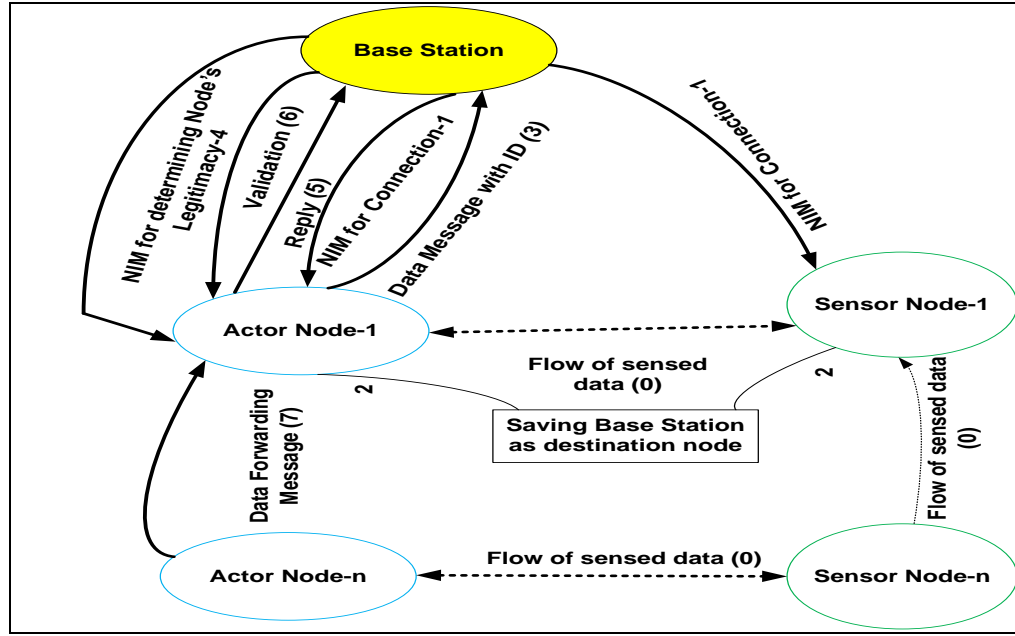 Base Station
NIM for determining Node's
Legitimacy-4
Validation (6)
Reply (5)
NIM for Connection-1
Data Message with ID (3)
NIM for Connection-1
Actor Node-1
Sensor Node-1
Flow of sensed
data (0)
2
2
Saving Base Station
as destination node
Data Forwarding
Message (7)
Flow of sensed data
(0)
Flow of sensed data (0)
Actor Node-n
Sensor Node-n